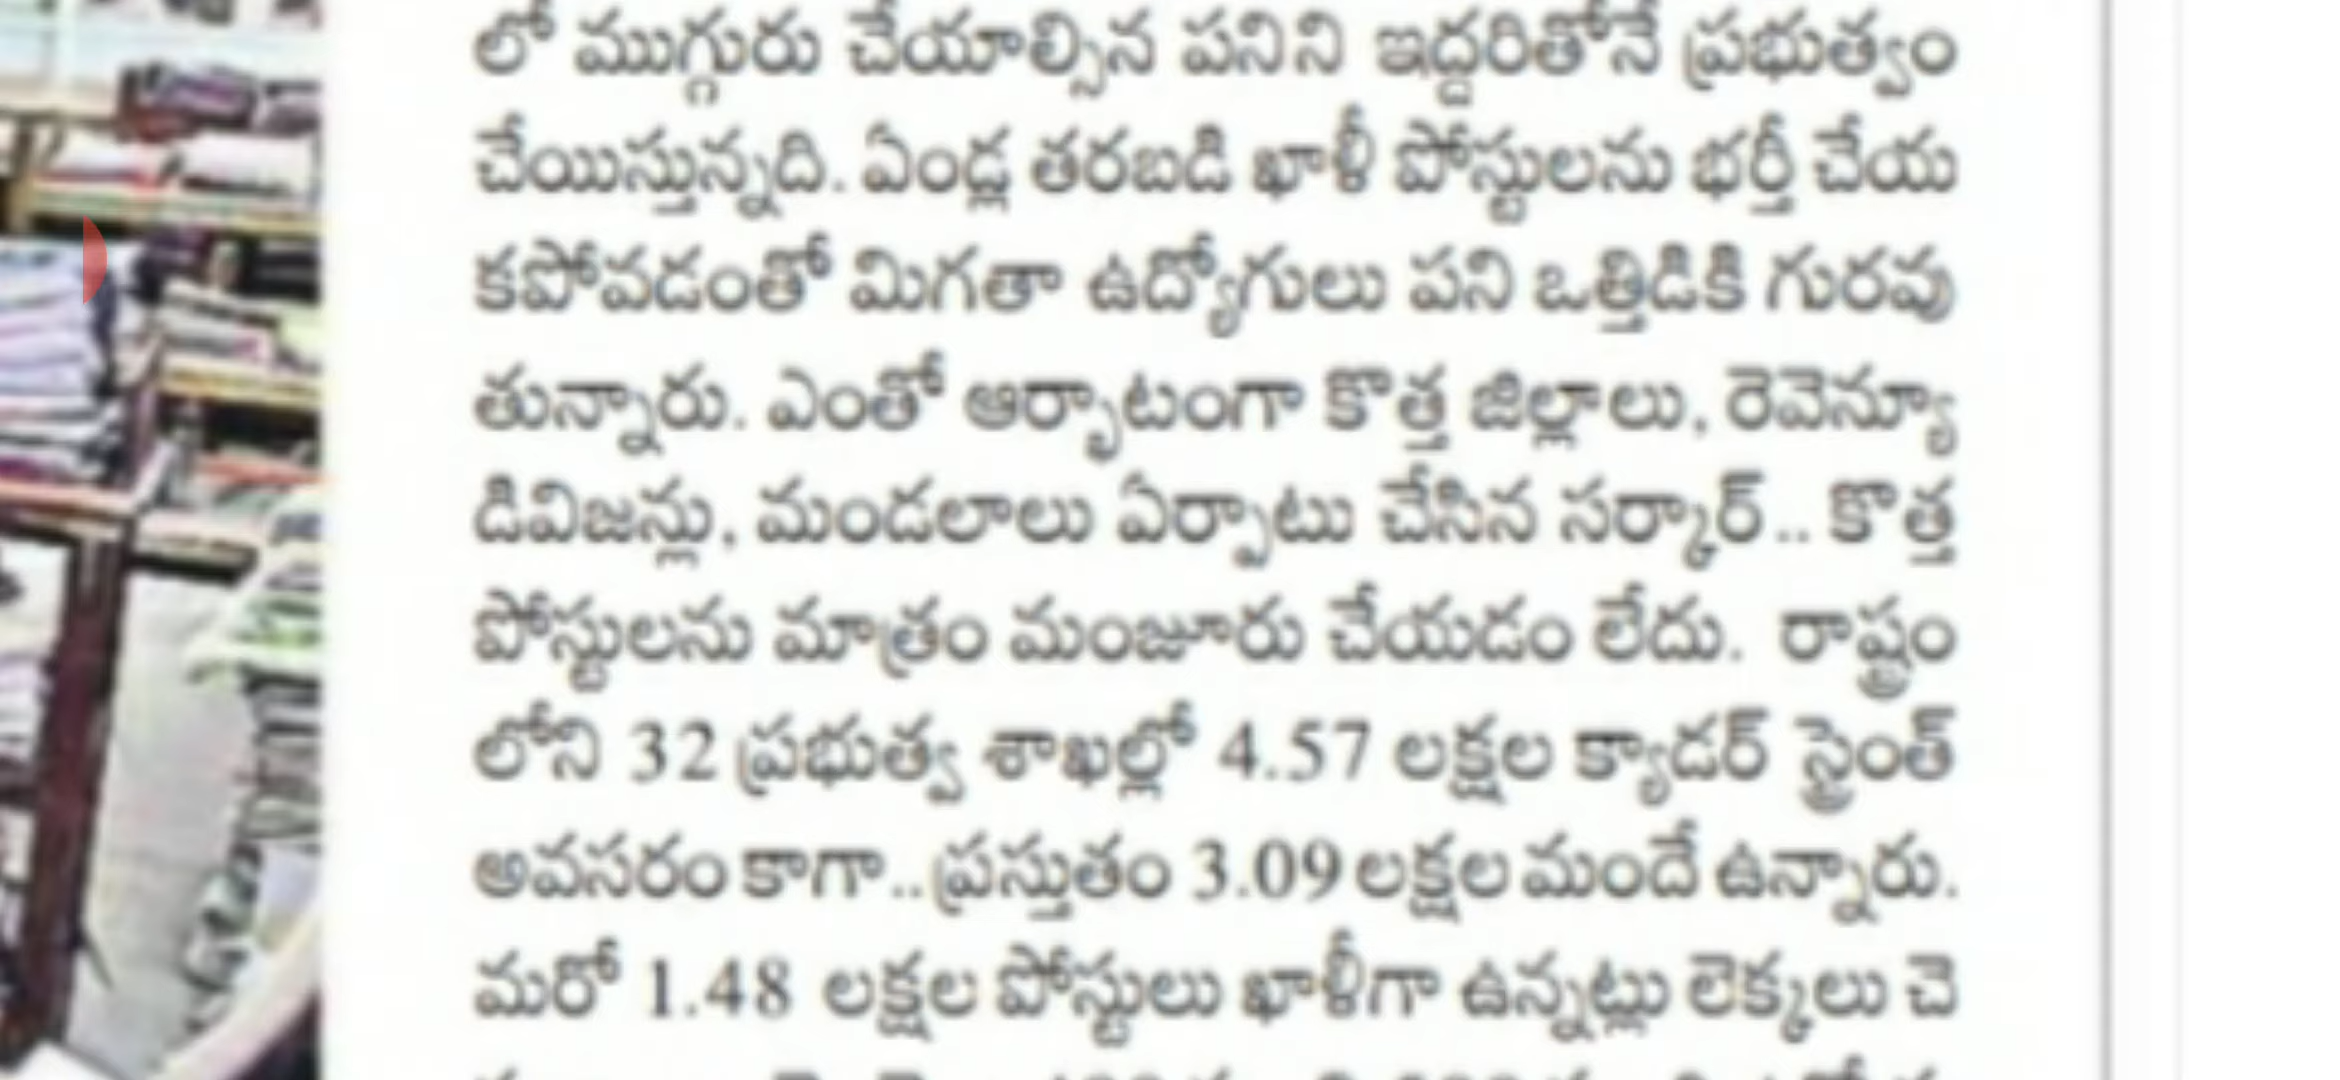 లో ముగ్గురు చేయాల్సిన పనిని ఇద్దరితోనే ప్రభుత్వం
చేయిస్తున్నది. ఏండ్ల తరబడి ఖాళీ పోస్టులను భర్తీ చేయ
కపోవడంతో మిగతా ఉద్యోగులు పని ఒత్తిడికి గురవు
తున్నారు. ఎంతో ఆర్భాటంగా కొత్త జిల్లాలు, రెవెన్యూ
డివిజన్లు, మండలాలు ఏర్పాటు చేసిన సర్కార్.. కొత్త
పోస్టులను మాత్రం మంజూరు చేయడం లేదు. రాష్ట్రం
లోని 32 ప్రభుత్వ శాఖల్లో 4.57 లక్షల క్యాడర్ స్ట్రెంత్
అవసరం కాగా.. ప్రస్తుతం 3.09 లక్షల మందే ఉన్నారు.
మరో 1.48 లక్షల పోస్టులు ఖాళీగా ఉన్నట్లు లెక్కలు చె